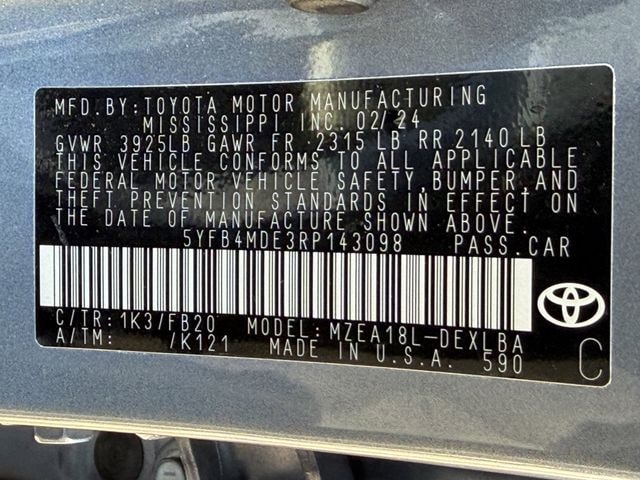 MFD.BY:TOYOTA MOTOR MANUFACTURING
MISSISSIPPI INC. 02/24
GVWR 3925LB GAWR FR 2315 LB RR 2140 LB
THIS VEHICLE CONFORMS TO ALL APPLICABLE
FEDERAL MOTOR VEHICLE SAFETY,BUMPER,AND
THEFT PREVENTION STANDARDS IN EFFECT ON
THE DATE OF MANUFACTURE SHOWN ABOVE.
5YFB4MDE3RP143098 PASS.CAR
C/TR:1K3/FB20 MODEL:MZEA18L-DEXLBA
A/TM: /K121 MADE IN U.S.A. 590
C